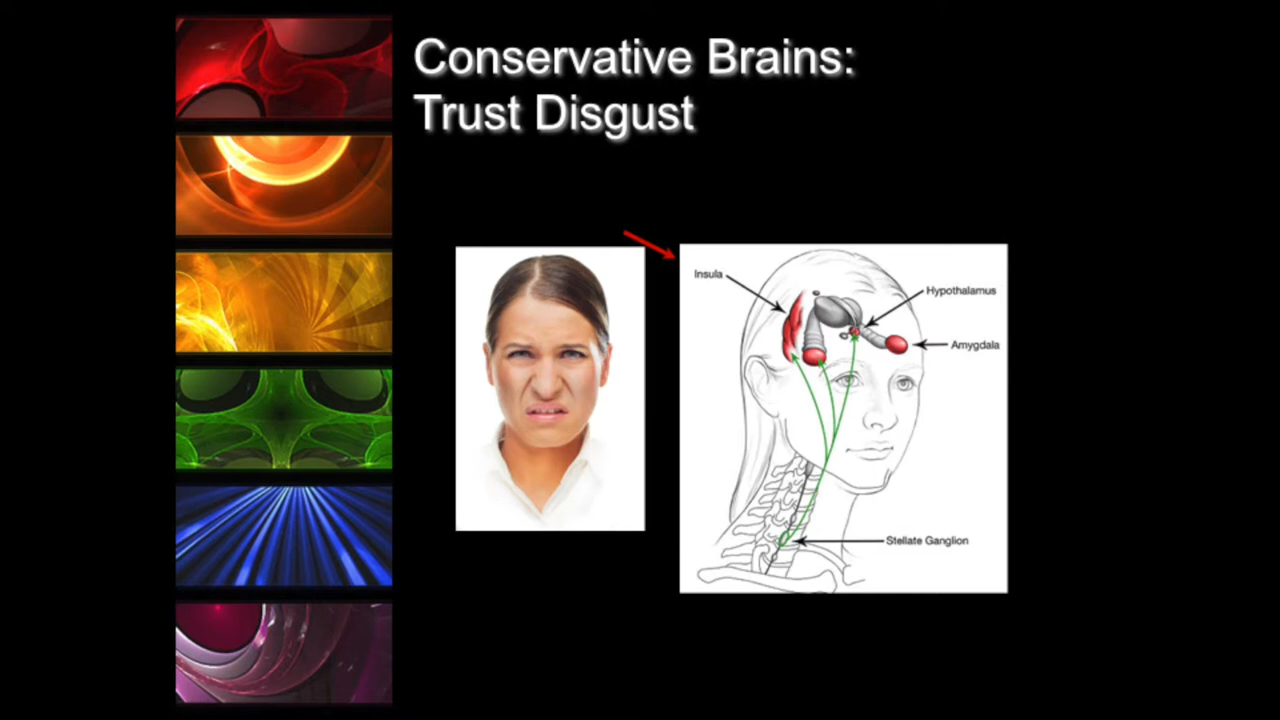 Conservative Brains:
Trust Disgust
Insula
Hypothalamus
Amygdala
Stellate Ganglion